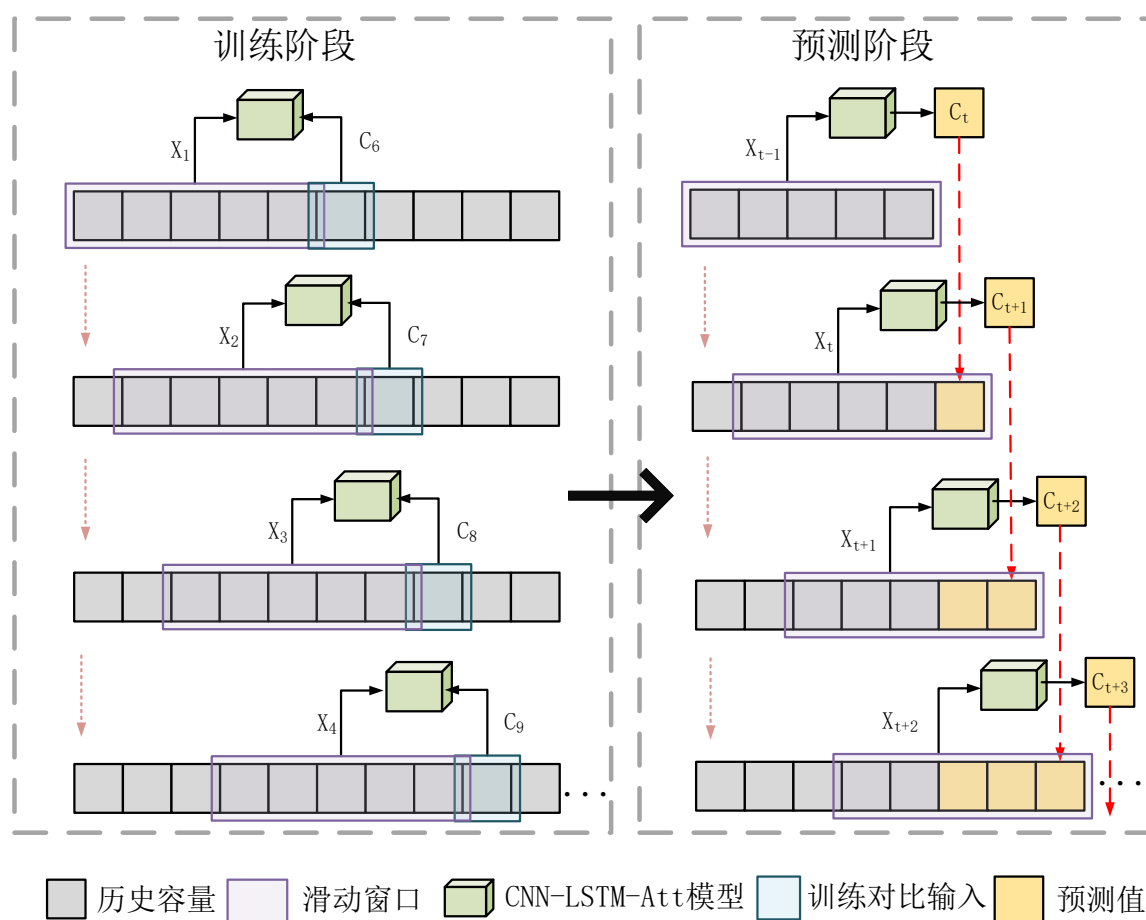 训练阶段
预测阶段
X₁
C₆
Xₜ₋₁
Cₜ
X₂
C₇
Xₜ
Cₜ₊₁
X₃
C₈
Xₜ₊₁
Cₜ₊₂
X₄
C₉
···
Xₜ₊₂
Cₜ₊₃
···
历史容量
滑动窗口
CNN-LSTM-Att模型
训练对比输入
预测值